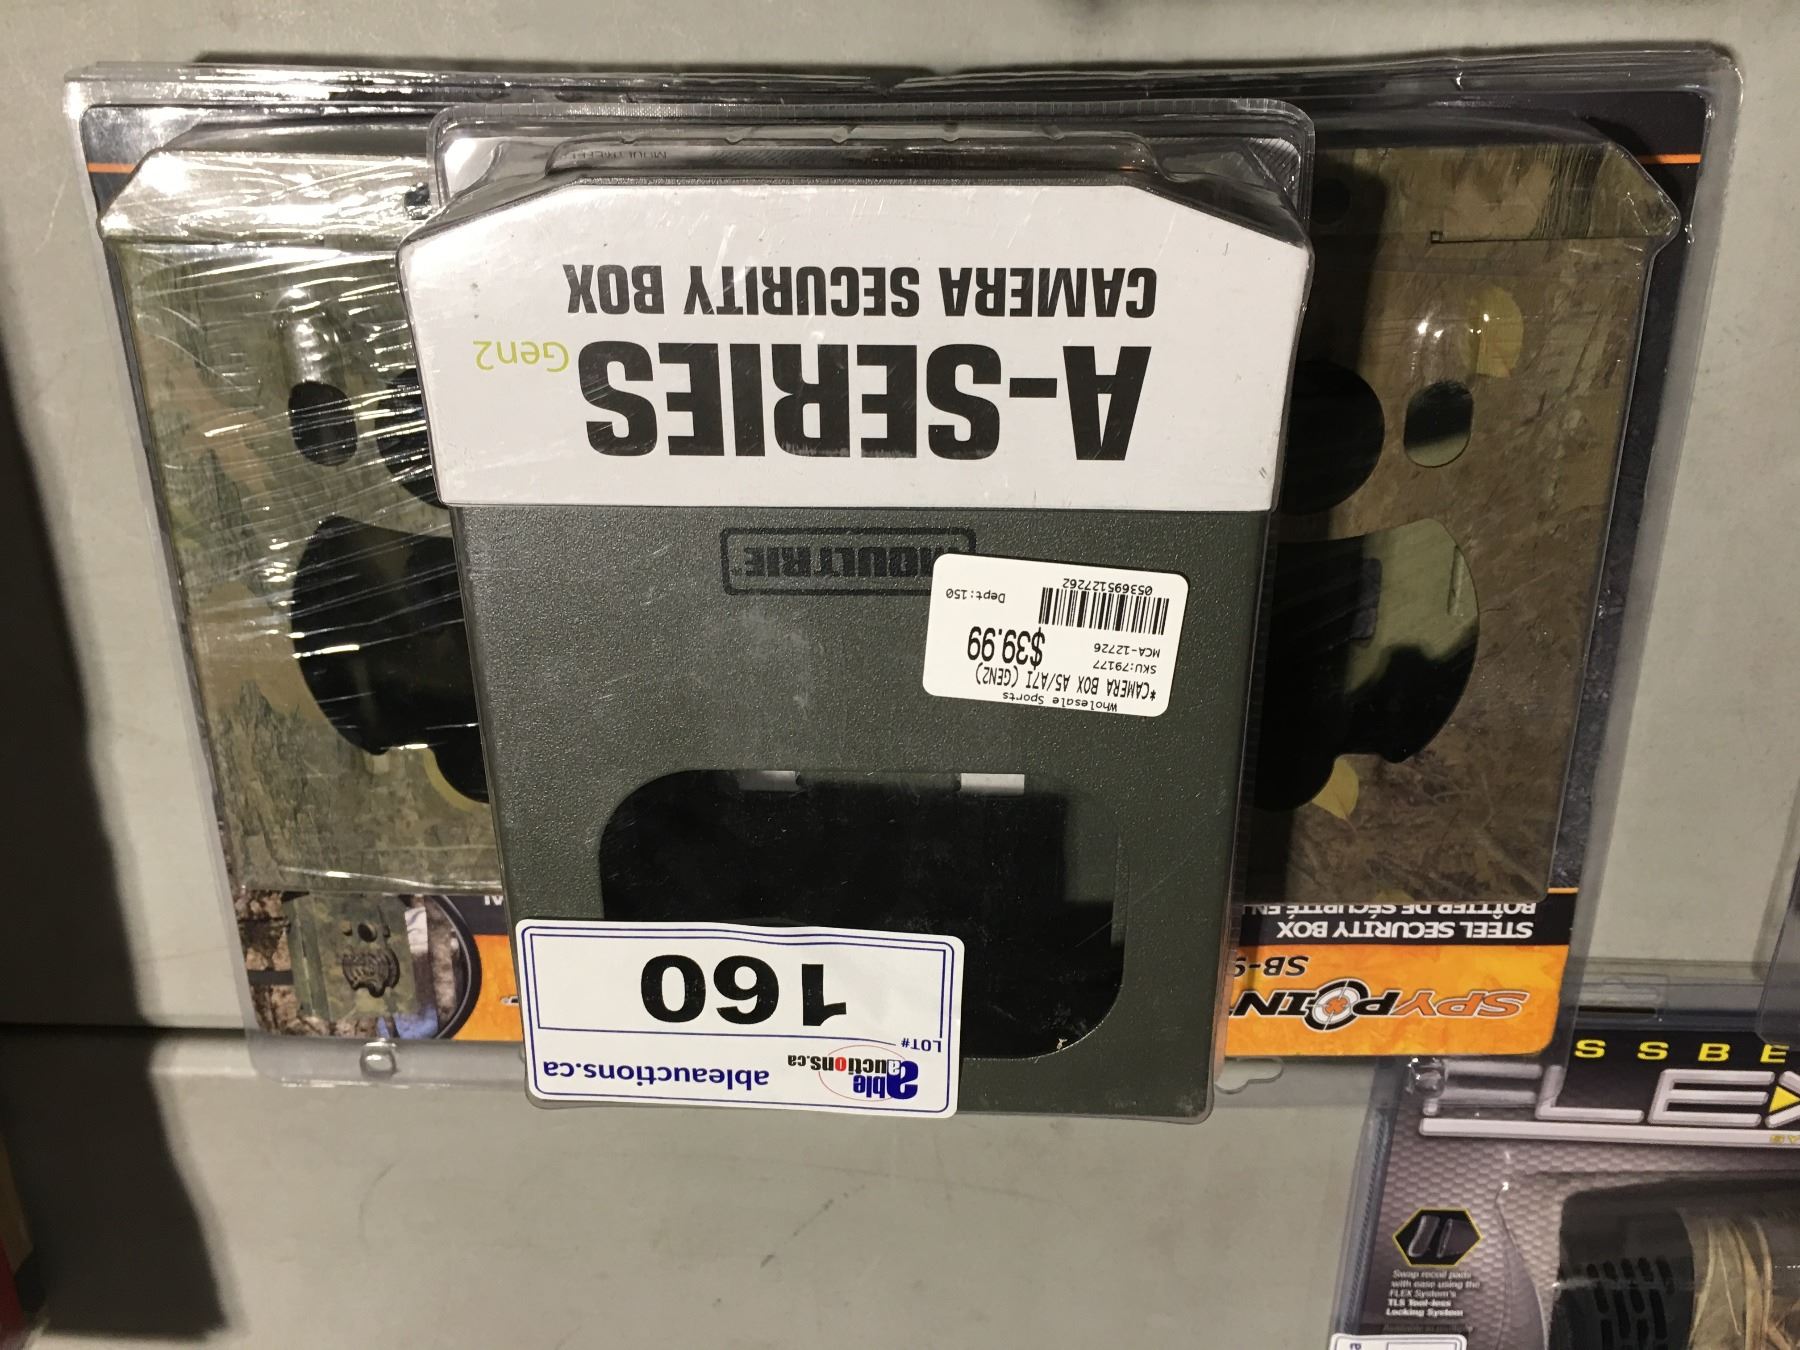 A-SERIES Gen2
CAMERA SECURITY BOX
MOULTRIE
Wholesale Sports
*CAMERA BOX A5/A7I (GEN2)
SKU:79177
MCA-12726
$39.99
053695127262
Dept:150
able auctions.ca ableauctions.ca
LOT#
160
SPYPOINT
STEEL SECURITY BOX
BOÎTIER DE SÉCURITÉ EN
FLEX
Swap recoil pads
with ease using the
FLEX System's
TLS Tool-less
Locking System